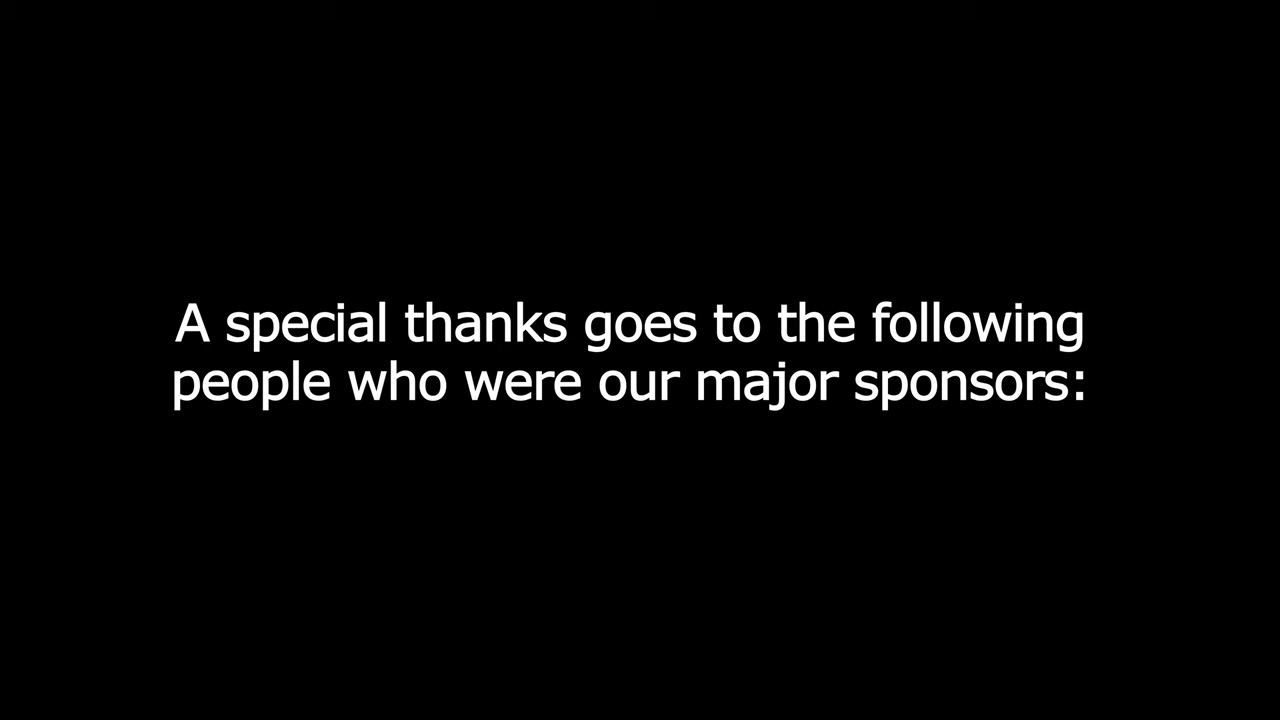 A special thanks goes to the following
people who were our major sponsors: